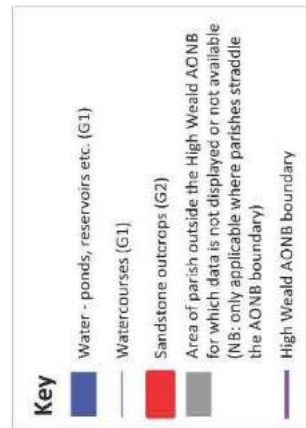 Key
Water - ponds, reservoirs etc. (G1)
Watercourses (G1)
Sandstone outcrops (G2)
Area of parish outside the High Weald AONB
for which data is not displayed or not available
(NB: only applicable where parishes straddle
the AONB boundary)
High Weald AONB boundary